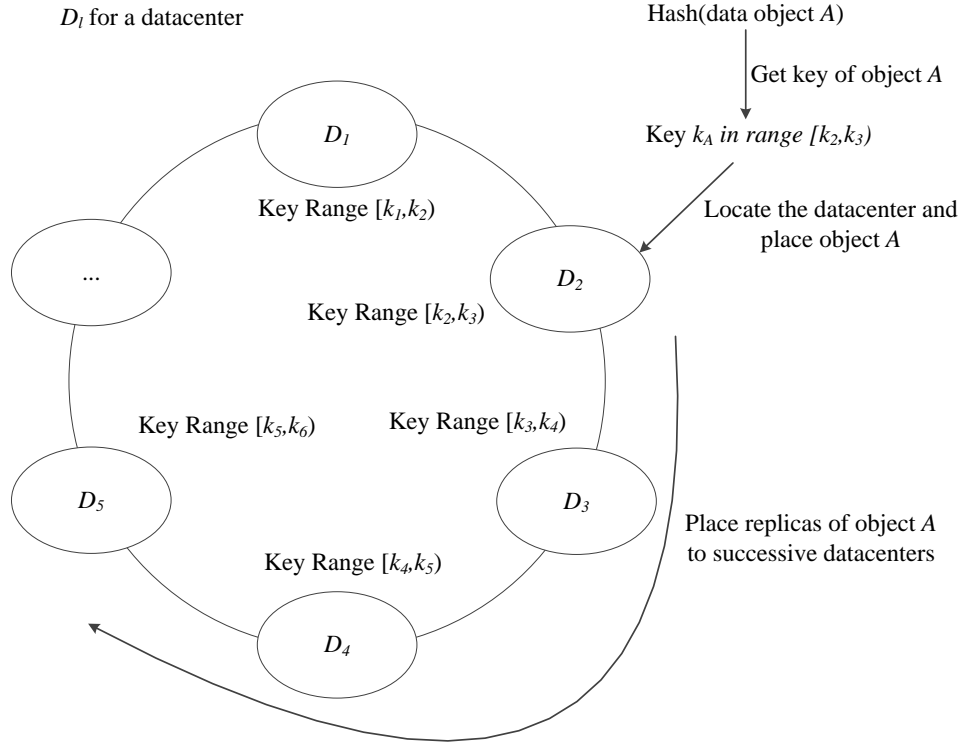 D_l for a datacenter
Hash(data object A)
Get key of object A
Key k_A in range [k_2,k_3)
Locate the datacenter and
place object A
D_1
Key Range [k_1,k_2)
...
D_2
Key Range [k_2,k_3)
Key Range [k_5,k_6)
Key Range [k_3,k_4)
D_5
D_3
Place replicas of object A
to successive datacenters
Key Range [k_4,k_5)
D_4